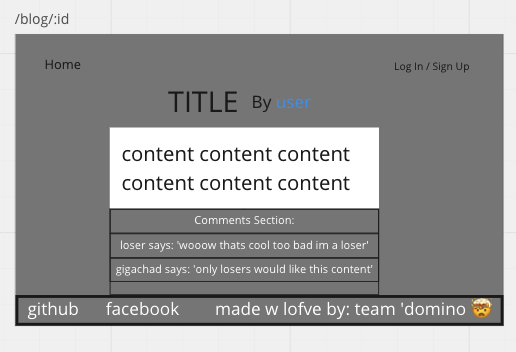 /blog/:id
Home
Log In / Sign Up
TITLE By user
content content content
content content content
Comments Section:
loser says: 'wooow thats cool too bad im a loser'
gigachad says: 'only losers would like this content'
github facebook made w lofve by: team 'domino 🤯